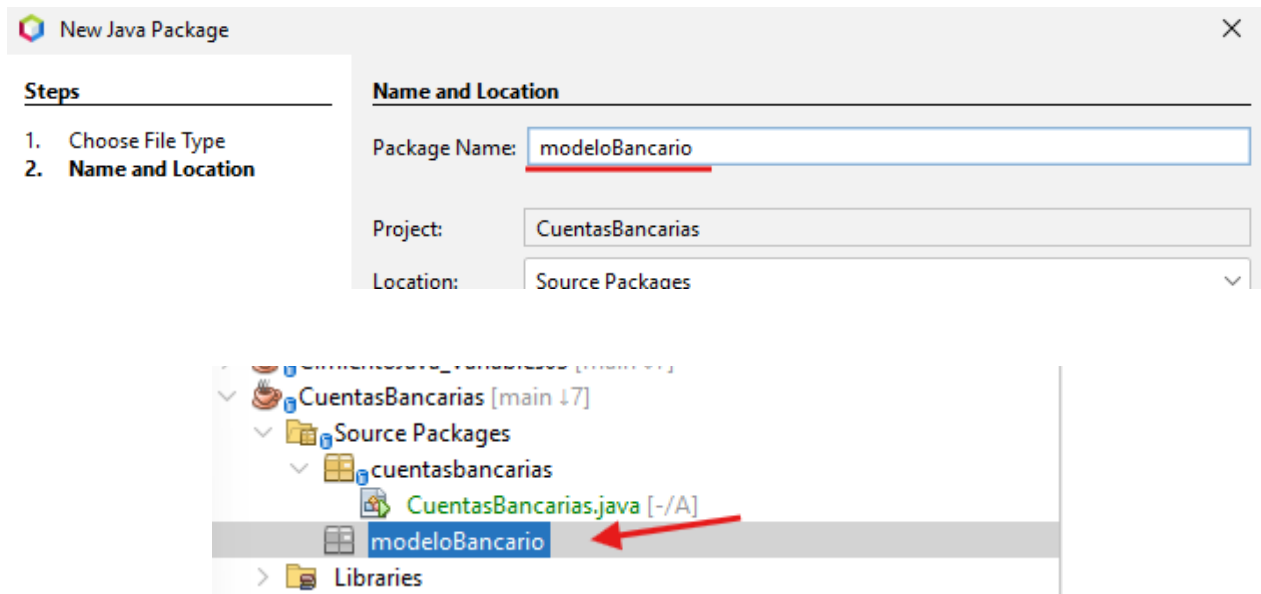 New Java Package
Steps
Name and Location
1. Choose File Type
2. Name and Location
Package Name: modeloBancario
Project: CuentasBancarias
Location: Source Packages
CuentasBancarias [main ↓7]
Source Packages
cuentasbancarias
CuentasBancarias.java [-/A]
modeloBancario
Libraries